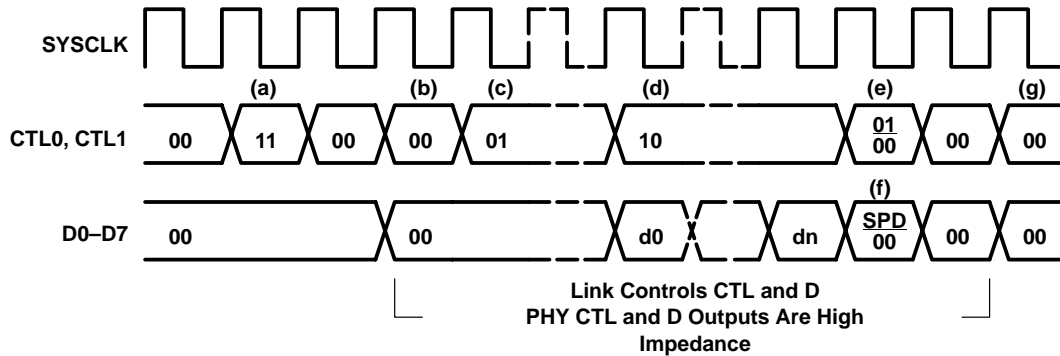 SYSCLK
(a) (b) (c) (d) (e) (g)
CTL0, CTL1 00 11 00 00 01 10 01 00 00
00
(f)
D0–D7 00 00 d0 dn SPD 00 00
00
Link Controls CTL and D
PHY CTL and D Outputs Are High
Impedance